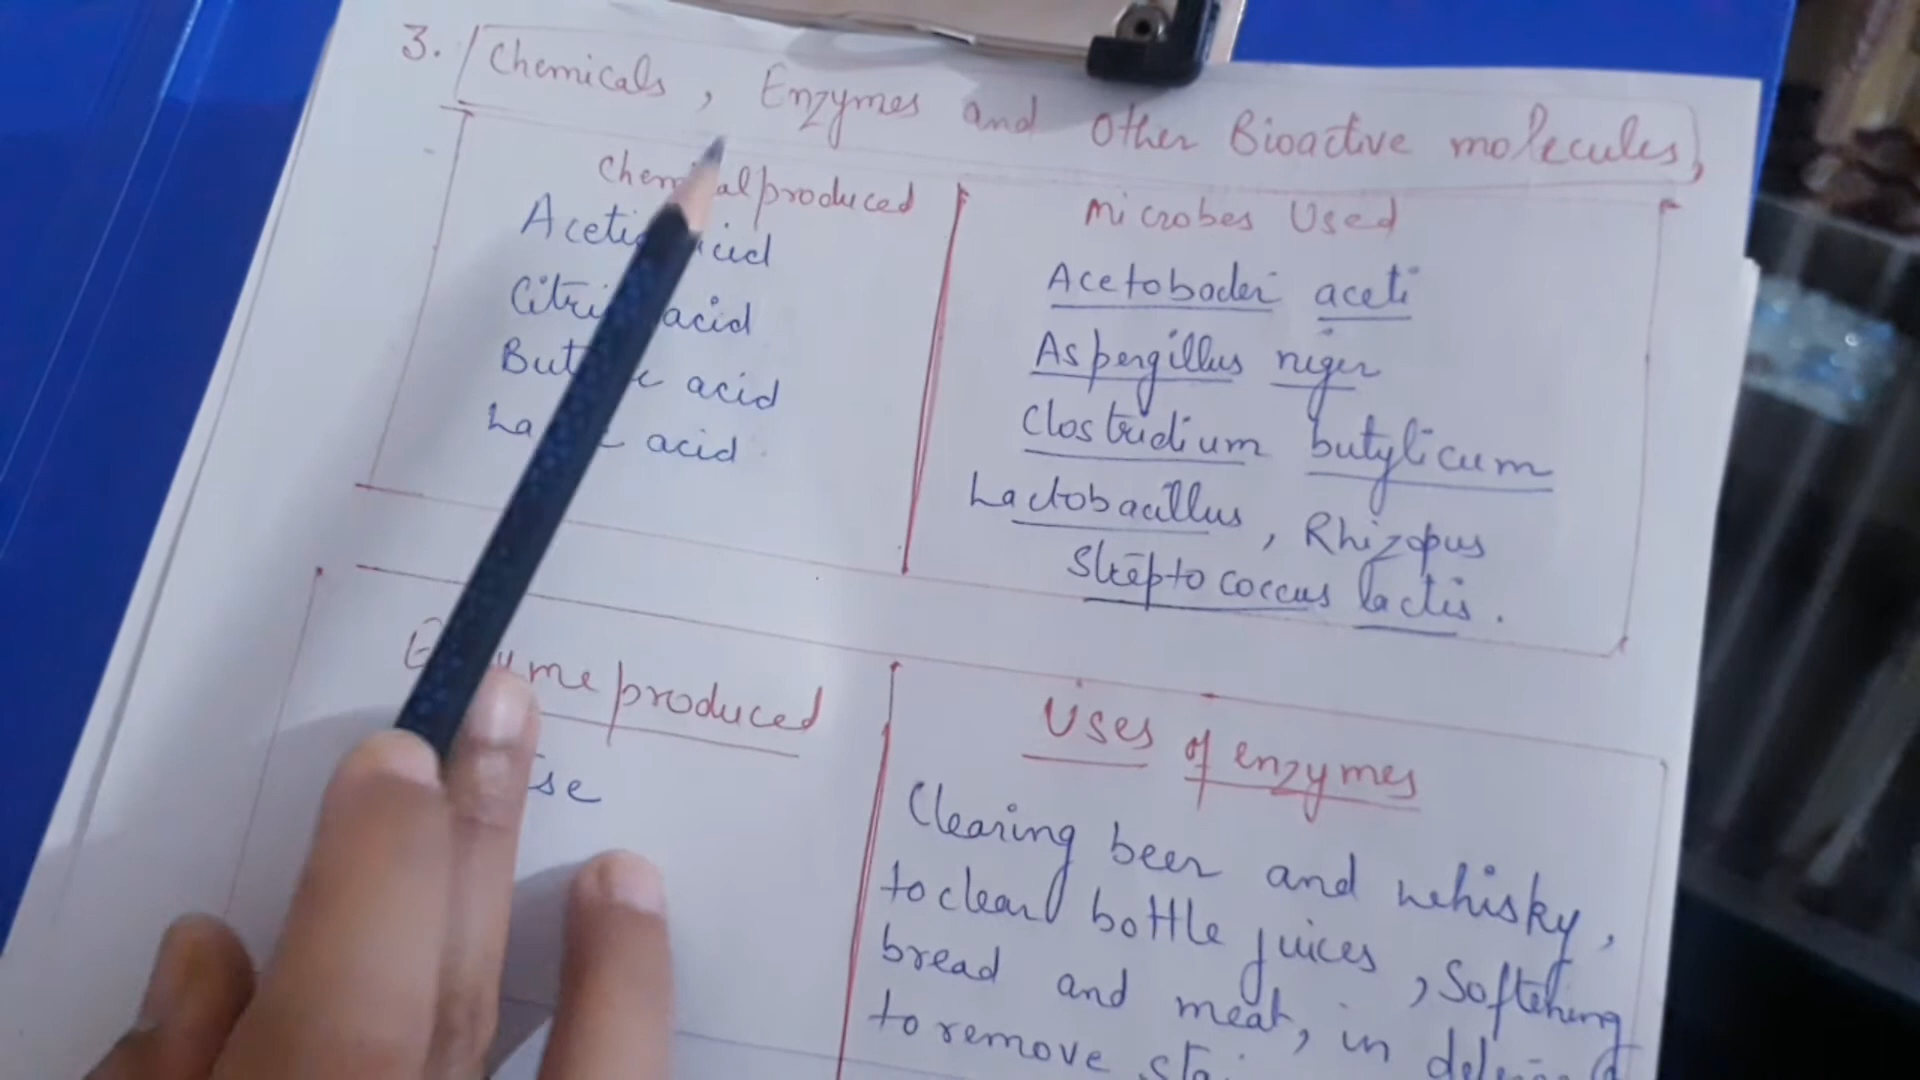 3. Chemicals, Enzymes and Other Bioactive molecules,
Chemical produced
Microbes Used
acid
Acetobacter aceti
acid
Aspergillus niger
acid
Clostridium butylicum
acid
Lactobacillus, Rhizopus
Streptococcus lactis.
produced
Uses of enzymes
Clearing beer and whisky,
to clear bottle juices, Softening
bread and meat, in
to remove